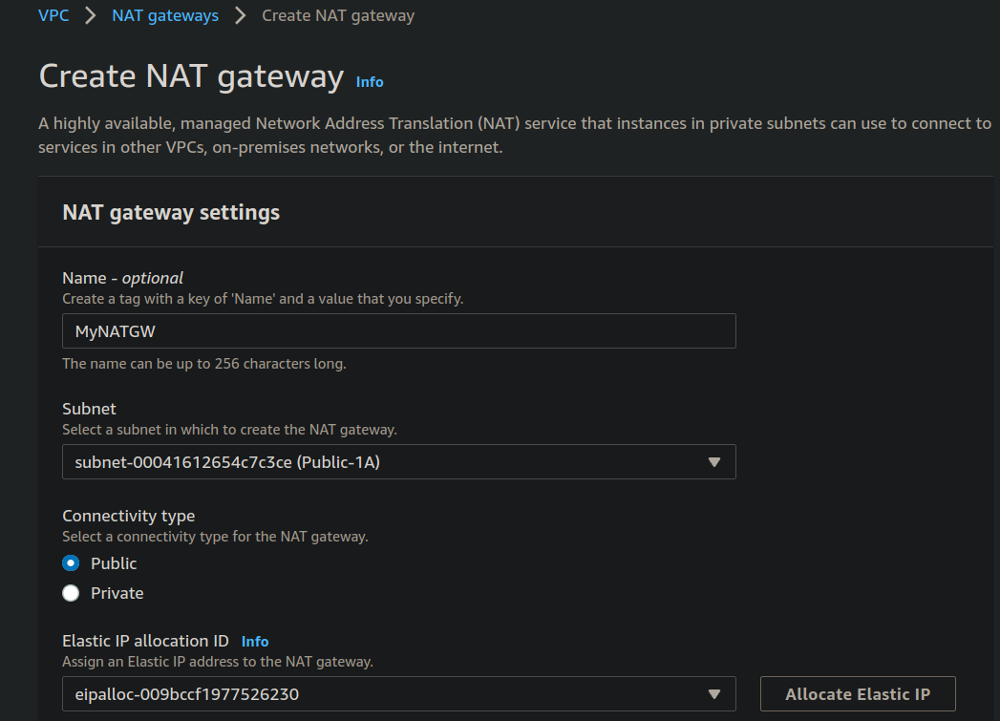 VPC > NAT gateways > Create NAT gateway
Create NAT gateway Info
A highly available, managed Network Address Translation (NAT) service that instances in private subnets can use to connect to
services in other VPCs, on-premises networks, or the internet.
NAT gateway settings
Name - optional
Create a tag with a key of 'Name' and a value that you specify.
MyNATGW
The name can be up to 256 characters long.
Subnet
Select a subnet in which to create the NAT gateway.
subnet-00041612654c7c3ce (Public-1A)
Connectivity type
Select a connectivity type for the NAT gateway.
Public
Private
Elastic IP allocation ID Info
Assign an Elastic IP address to the NAT gateway.
eipalloc-009bccf1977526230
Allocate Elastic IP